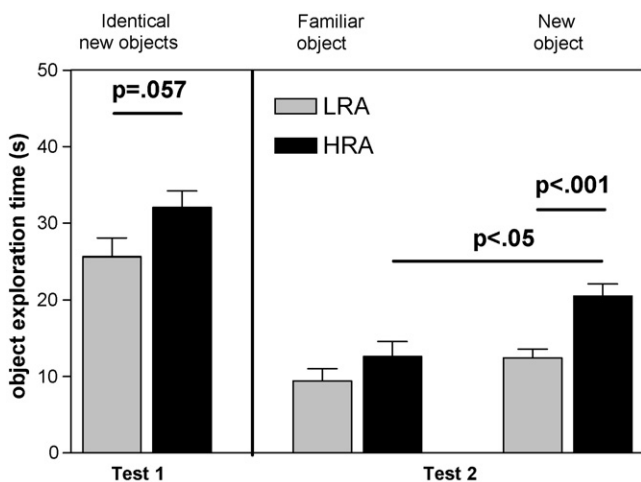 Identical
new objects
Familiar
object
New
object
object exploration time (s)
50
40
30
20
10
0
p=.057
LRA
HRA
p<.001
p<.05
Test 1
Test 2